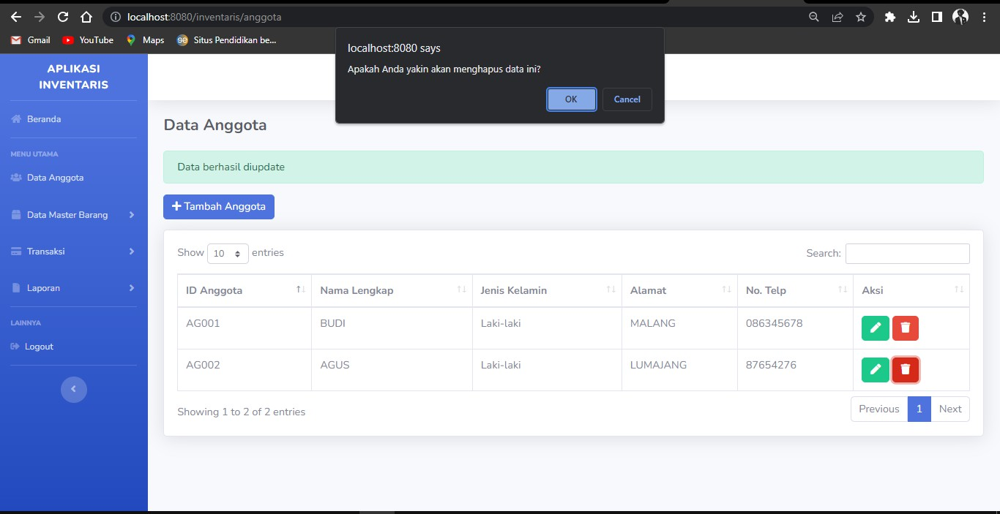 localhost:8080/inventaris/anggota
Gmail YouTube Maps Situs Pendidikan be...
localhost:8080 says
Apakah Anda yakin akan menghapus data ini?
OK Cancel
APLIKASI
INVENTARIS
Beranda
MENU UTAMA
Data Anggota
Data Master Barang
Transaksi
Laporan
LAINNYA
Logout
Data Anggota
Data berhasil diupdate
Tambah Anggota
Show 10 entries Search:
ID Anggota Nama Lengkap Jenis Kelamin Alamat No. Telp Aksi
AG001 BUDI Laki-laki MALANG 086345678
AG002 AGUS Laki-laki LUMAJANG 87654276
Showing 1 to 2 of 2 entries Previous 1 Next